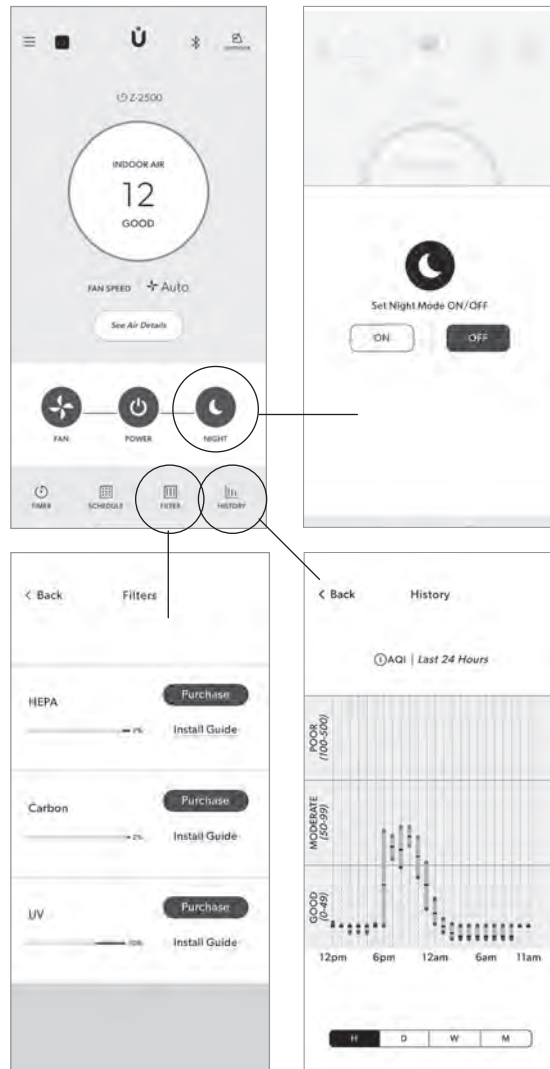 Ü
OUTDOOR
Z-2500
INDOOR AIR
12
GOOD
FAN SPEED Auto
See Air Details
FAN
POWER
NIGHT
TIMER
SCHEDULE
FILTER
HISTORY
Set Night Mode ON/OFF
ON
OFF
< Back Filters
HEPA
Purchase
Install Guide
Carbon
Purchase
2%
Install Guide
UV
Purchase
10%
Install Guide
< Back History
AQI | Last 24 Hours
POOR
(100-500)
MODERATE
(50-99)
GOOD
(0-49)
12pm 6pm 12am 6am 11am
H D W M